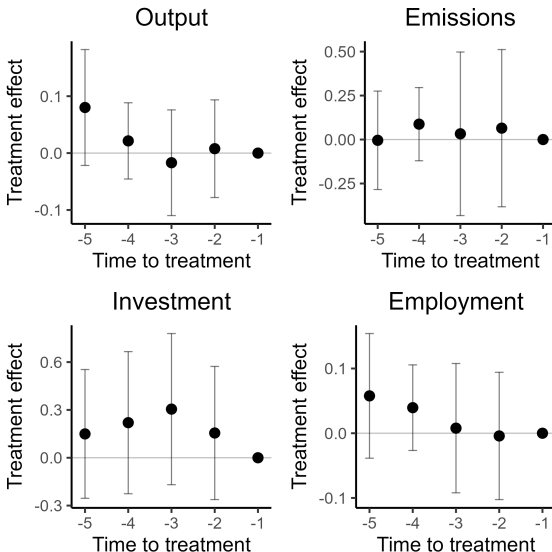 Output
Treatment effect
0.1
0.0
-0.1
-5 -4 -3 -2 -1
Time to treatment
Emissions
Treatment effect
0.50
0.25
0.00
-0.25
-5 -4 -3 -2 -1
Time to treatment
Investment
Treatment effect
0.6
0.3
0.0
-0.3
-5 -4 -3 -2 -1
Time to treatment
Employment
Treatment effect
0.1
0.0
-0.1
-5 -4 -3 -2 -1
Time to treatment